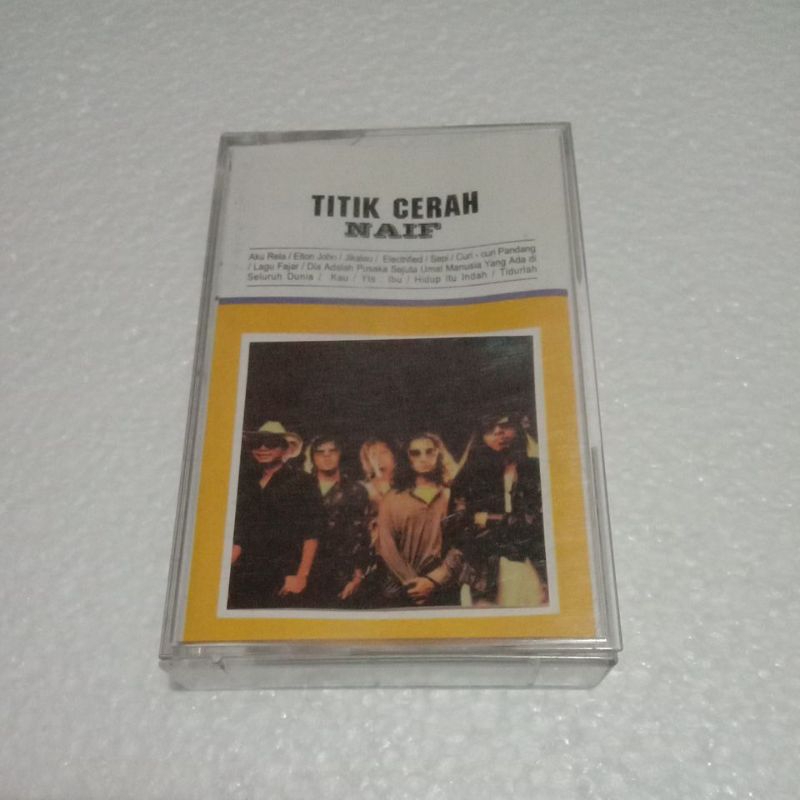 TITIK CERAH
NAIF
Aku Rela / Elton John / Jikalau / Electrified / Sepi / Curi - curi Pandang
/ Lagu Fajar / Dia Adalah Pusaka Sejuta Umat Manusia Yang Ada di
Seluruh Dunia / Kau / Yts . Ibu / Hidup Itu Indah / Tidurlah